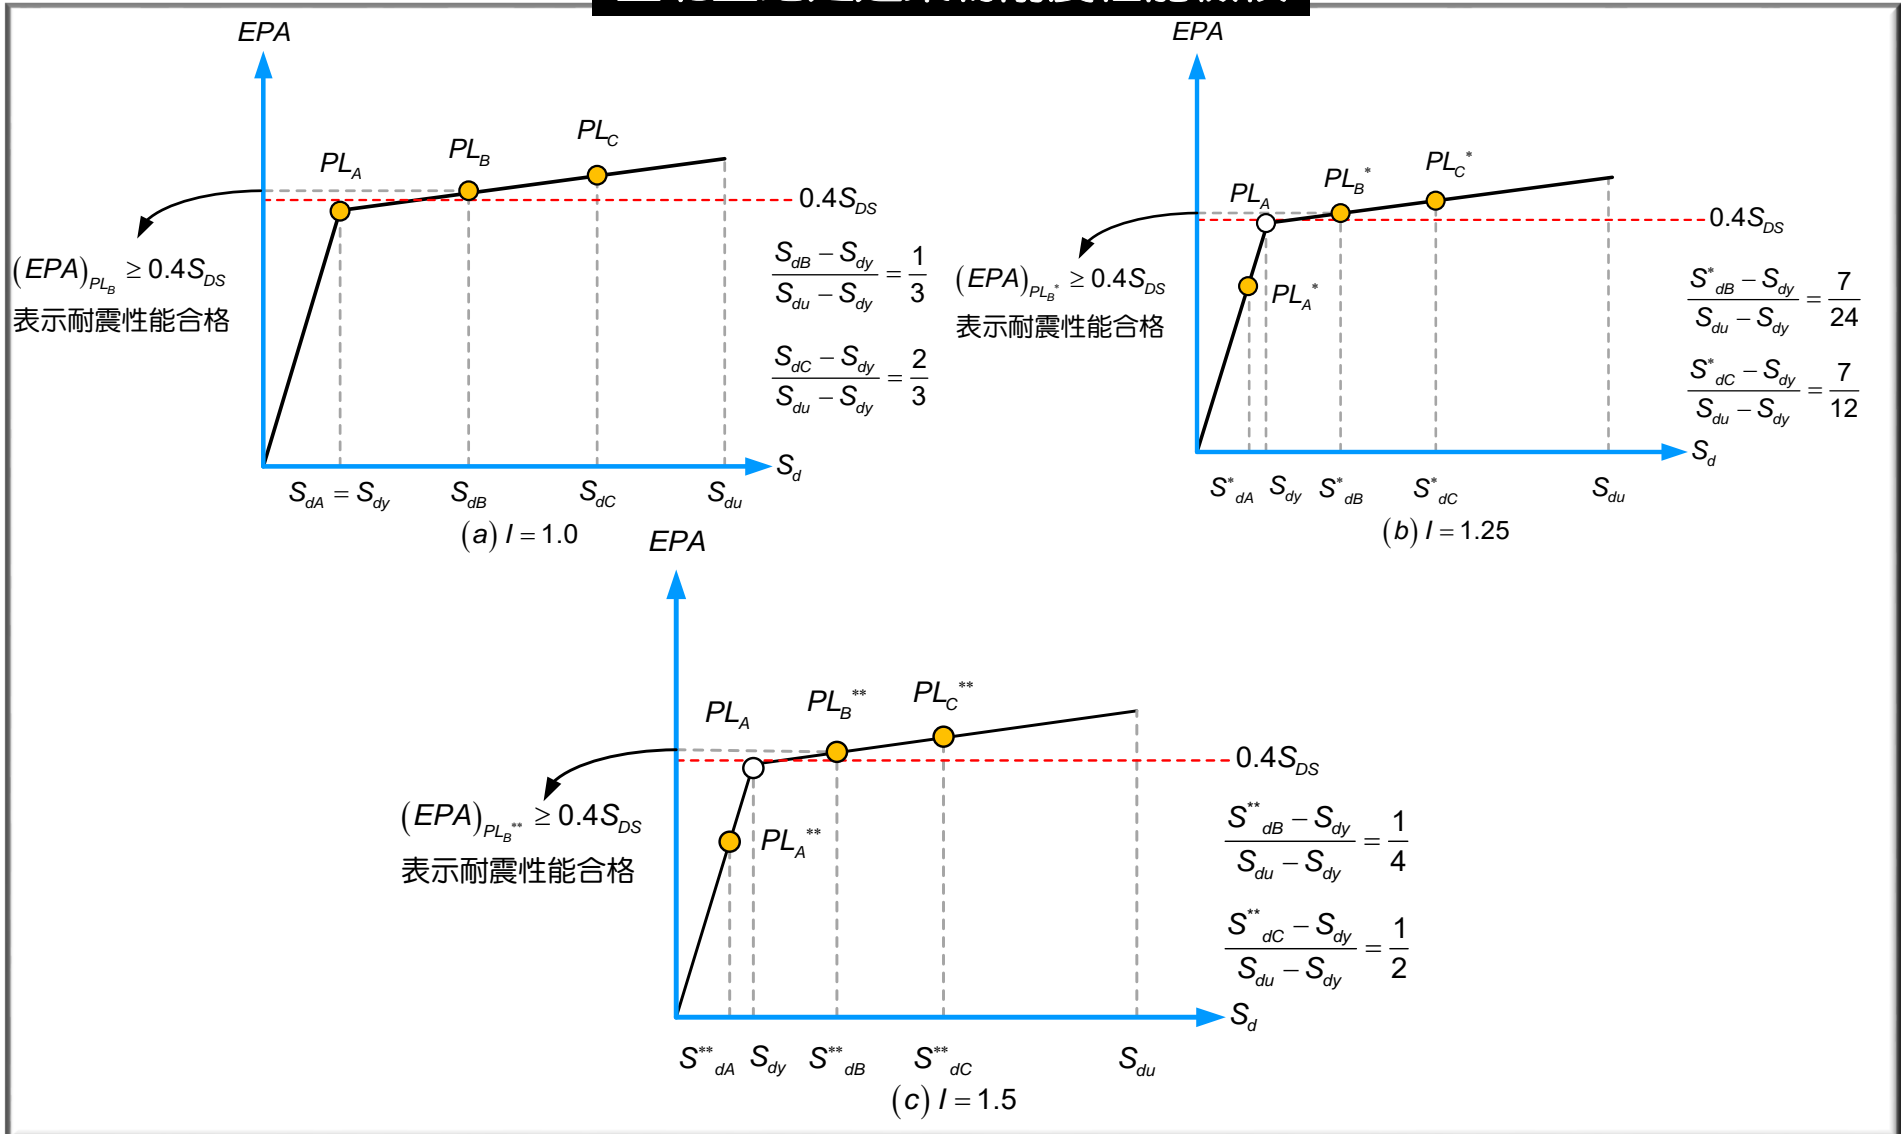 EPA
PL_A
PL_B
PL_C
0.4S_DS
(EPA)_PL_B ≥ 0.4S_DS
表示耐震性能合格
(S_dB − S_dy)/(S_du − S_dy) = 1/3
(S_dC − S_dy)/(S_du − S_dy) = 2/3
S_d
S_dA = S_dy
S_dB
S_dC
S_du
(a) I = 1.0
EPA
PL_A
PL_B*
PL_C*
0.4S_DS
(EPA)_PL_B* ≥ 0.4S_DS
表示耐震性能合格
PL_A*
(S*_dB − S_dy)/(S_du − S_dy) = 7/24
(S*_dC − S_dy)/(S_du − S_dy) = 7/12
S_d
S*_dA
S_dy
S*_dB
S*_dC
S_du
(b) I = 1.25
EPA
PL_A
PL_B**
PL_C**
0.4S_DS
(EPA)_PL_B** ≥ 0.4S_DS
表示耐震性能合格
PL_A**
(S**_dB − S_dy)/(S_du − S_dy) = 1/4
(S**_dC − S_dy)/(S_du − S_dy) = 1/2
S_d
S**_dA
S_dy
S**_dB
S**_dC
S_du
(c) I = 1.5